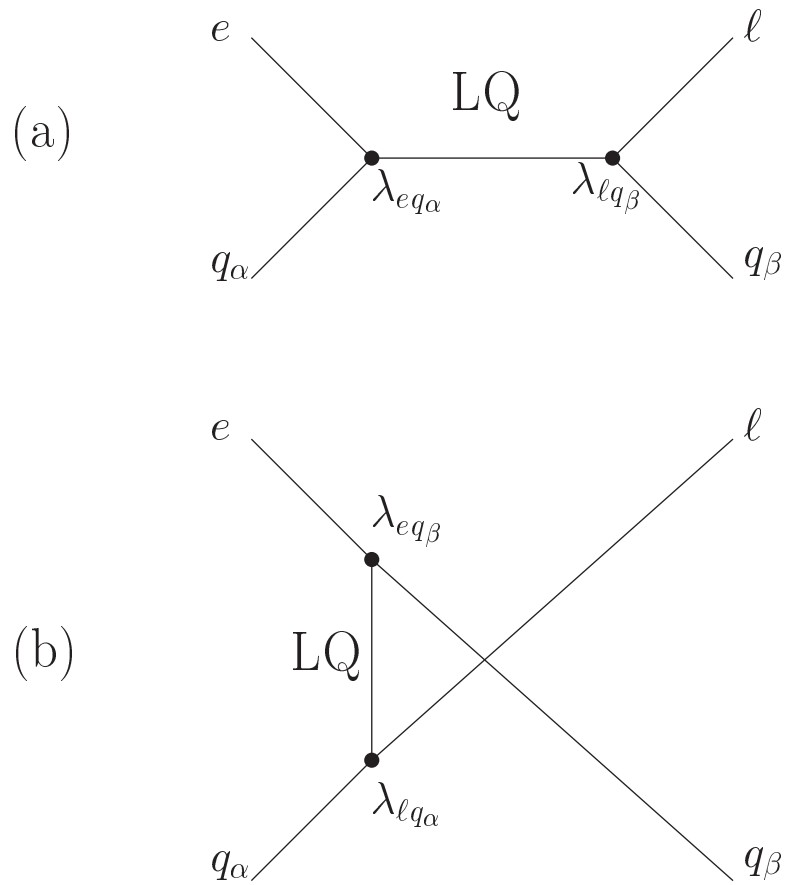 e ℓ
LQ
(a)
λ_{eq_α} λ_{ℓq_β}
q_α q_β
e ℓ
λ_{eq_β}
(b) LQ
λ_{ℓq_α}
q_α q_β